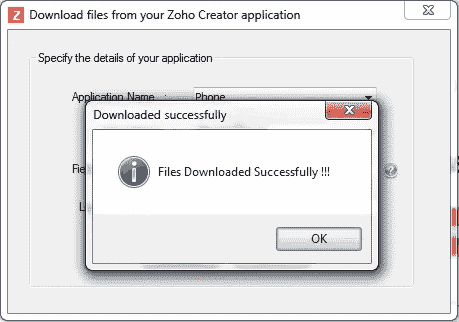 Z Download files from your Zoho Creator application
Specify the details of your application
Application Name : Phone
Downloaded successfully
Files Downloaded Successfully !!!
OK